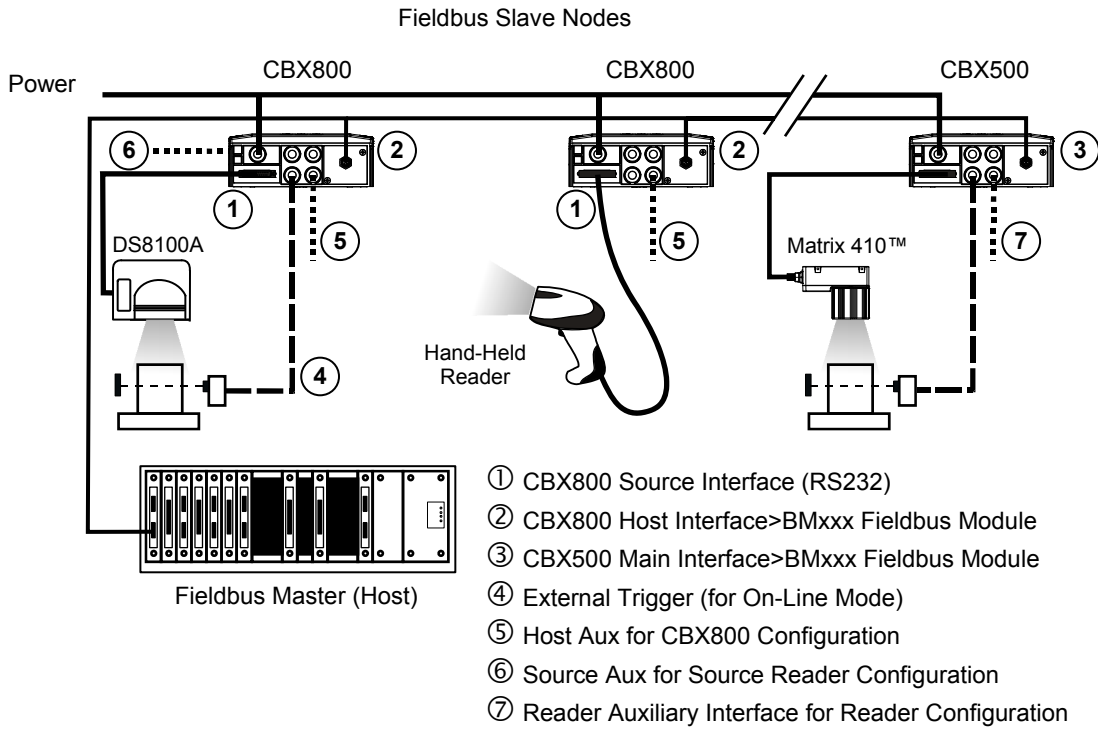 Fieldbus Slave Nodes
Power
CBX800
CBX800
CBX500
6
2
2
3
1
5
1
5
7
DS8100A
Matrix 410™
Hand-Held
Reader
4
Fieldbus Master (Host)
① CBX800 Source Interface (RS232)
② CBX800 Host Interface>BMxxx Fieldbus Module
③ CBX500 Main Interface>BMxxx Fieldbus Module
④ External Trigger (for On-Line Mode)
⑤ Host Aux for CBX800 Configuration
⑥ Source Aux for Source Reader Configuration
⑦ Reader Auxiliary Interface for Reader Configuration